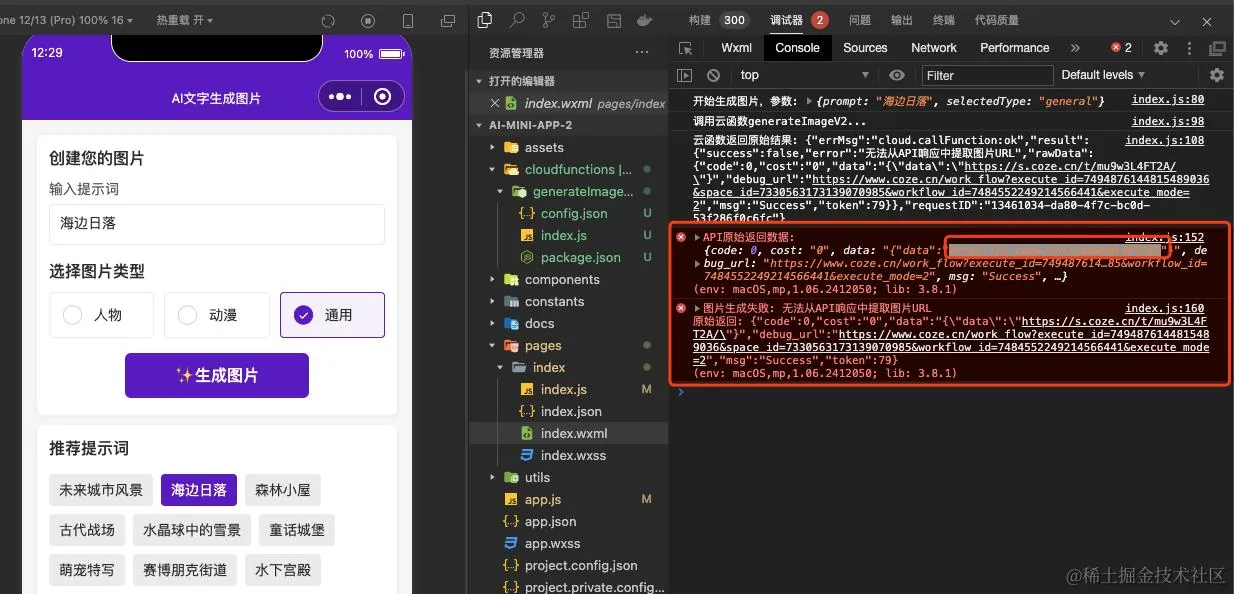 one 12/13 (Pro) 100% 16
热重载 开
12:29
100%
AI文字生成图片
创建您的图片
输入提示词
海边日落
选择图片类型
人物
动漫
通用
✨生成图片
推荐提示词
未来城市风景
海边日落
森林小屋
古代战场
水晶球中的雪景
童话城堡
萌宠特写
赛博朋克街道
水下宫殿
资源管理器
打开的编辑器
index.wxml pages/index
AI-MINI-APP-2
assets
cloudfunctions |...
generateImage...
config.json U
index.js U
package.json U
components
constants
docs
pages
index
index.js M
index.json
index.wxml
index.wxss
utils
app.js M
app.json
app.wxss
project.config.json
project.private.config...
构建 300 调试器 2 问题 输出 终端 代码质量
Wxml Console Sources Network Performance » 2
top Filter Default levels
开始生成图片，参数: {prompt: "海边日落", selectedType: "general"} index.js:80
调用云函数generateImageV2... index.js:98
云函数返回原始结果: {"errMsg":"cloud.callFunction:ok","result": index.js:108
{"success":false,"error":"无法从API响应中提取图片URL","rawData":
{"code":0,"cost":"0","data":"{\"data\":\"https://s.coze.cn/t/mu9w3L4FT2A/
\"}","debug_url":"https://www.coze.cn/work_flow?execute_id=7494876144815489036
&space_id=7330563173139070985&workflow_id=7484552249214566441&execute_mode=
2","msg":"Success","token":79}},"requestID":"13461034-da80-4f7c-bc0d-
53f286f0c6fc"}
API原始返回数据: index.js:152
{code: 0, cost: "0", data: "{"data":"
"}", de
bug_url: "https://www.coze.cn/work_flow?execute_id=749487614…85&workflow_id=
7484552249214566441&execute_mode=2", msg: "Success", …}
(env: macOS,mp,1.06.2412050; lib: 3.8.1)
图片生成失败: 无法从API响应中提取图片URL index.js:160
原始返回: {"code":0,"cost":"0","data":"{\"data\":\"https://s.coze.cn/t/mu9w3L4F
T2A/\"}","debug_url":"https://www.coze.cn/work_flow?execute_id=749487614481548
9036&space_id=7330563173139070985&workflow_id=7484552249214566441&execute_mode
=2","msg":"Success","token":79}
(env: macOS,mp,1.06.2412050; lib: 3.8.1)
@稀土掘金技术社区